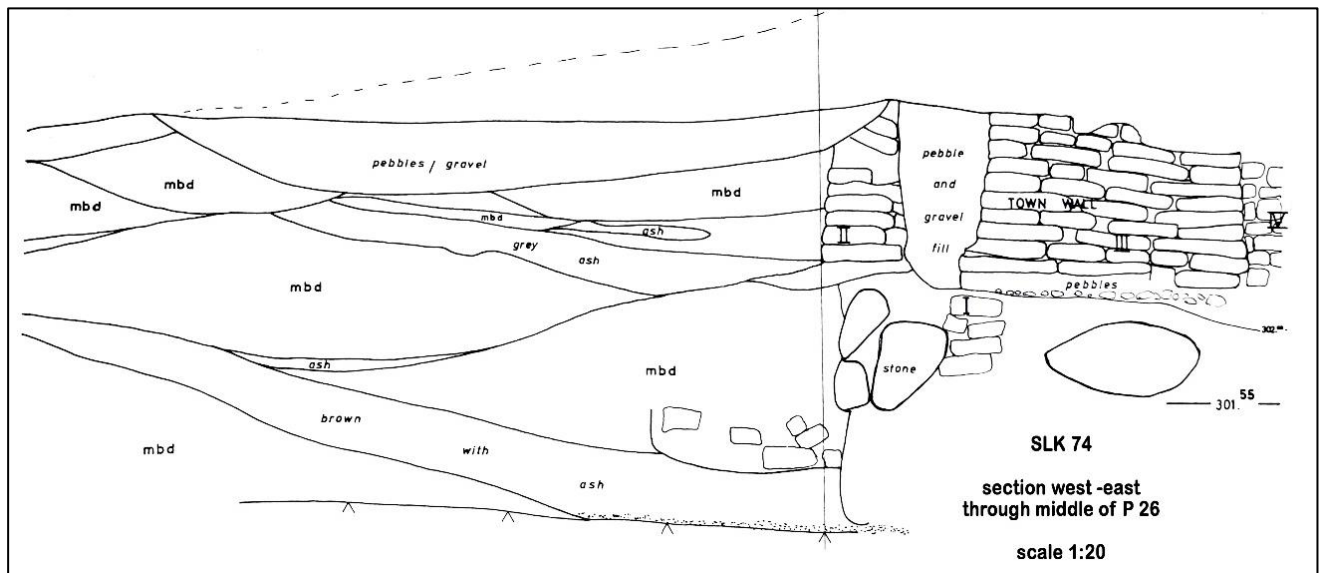 pebbles / gravel
pebble
and
gravel
fill
mbd
mbd
mbd
mbd
ash
grey
ash
II
TOWN WALL
III
IV
pebbles
I
302.
mbd
ash
mbd
stone
301.55
brown
with
ash
mbd
SLK 74
section west -east
through middle of P 26
scale 1:20